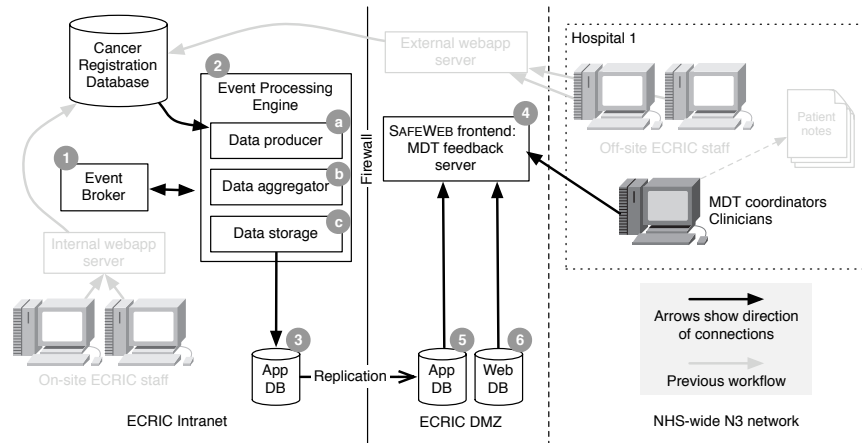 Cancer
Registration
Database
2
Event Processing
Engine
a
Data producer
b
Data aggregator
c
Data storage
1
Event
Broker
Internal webapp
server
On-site ECRIC staff
3
App
DB
Replication
ECRIC Intranet
Firewall
External webapp
server
4
SAFEWEB frontend:
MDT feedback
server
5
App
DB
6
Web
DB
ECRIC DMZ
Hospital 1
Off-site ECRIC staff
Patient
notes
MDT coordinators
Clinicians
Arrows show direction
of connections
Previous workflow
NHS-wide N3 network